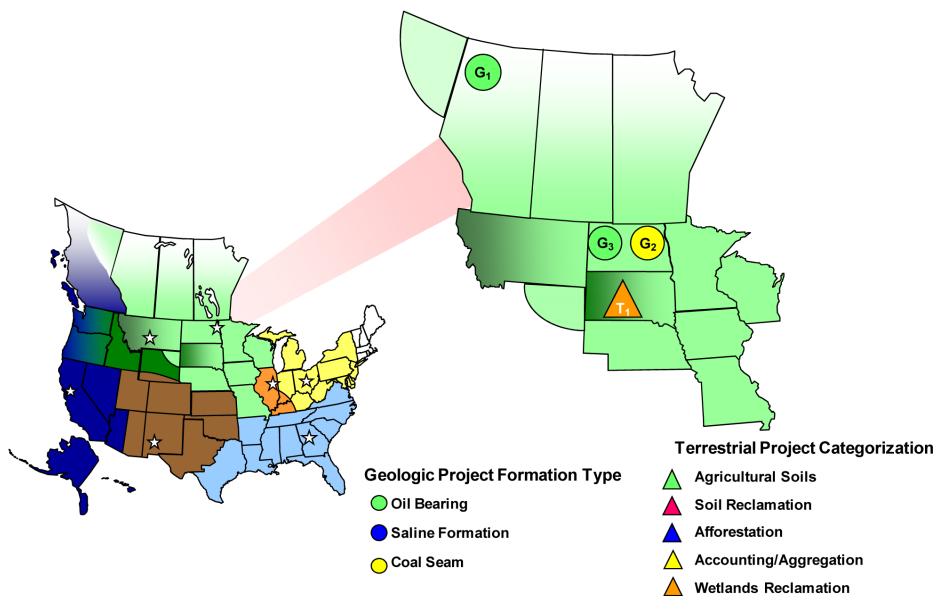 G1
G3
G2
T1
Geologic Project Formation Type
Oil Bearing
Saline Formation
Coal Seam
Terrestrial Project Categorization
Agricultural Soils
Soil Reclamation
Afforestation
Accounting/Aggregation
Wetlands Reclamation